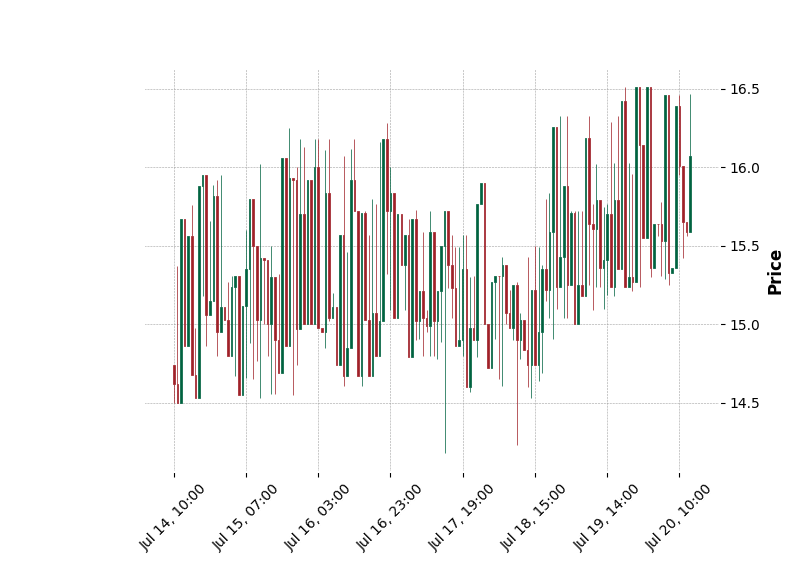 16.5
16.0
15.5
15.0
14.5
Price
Jul 14, 10:00
Jul 15, 07:00
Jul 16, 03:00
Jul 16, 23:00
Jul 17, 19:00
Jul 18, 15:00
Jul 19, 14:00
Jul 20, 10:00